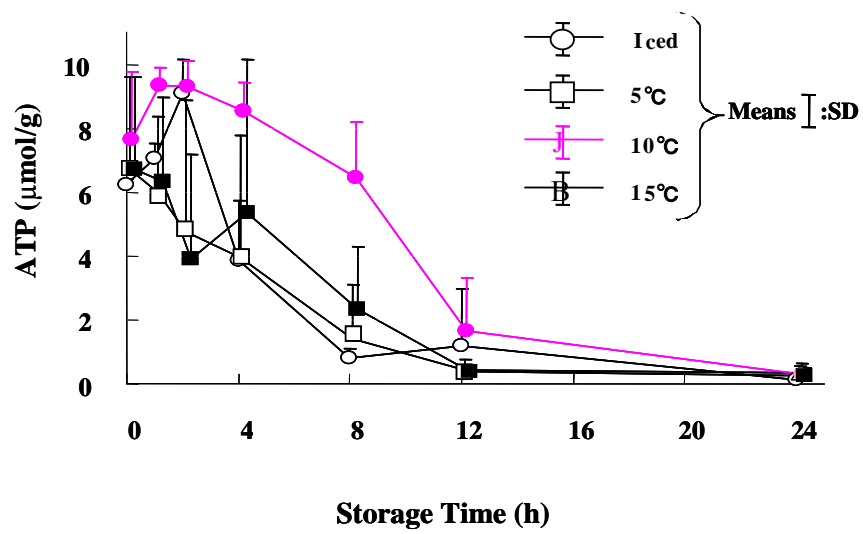 Iced
5℃
J 10℃
B 15℃
Means :SD
ATP (μmol/g)
10
8
6
4
2
0
0 4 8 12 16 20 24
Storage Time (h)